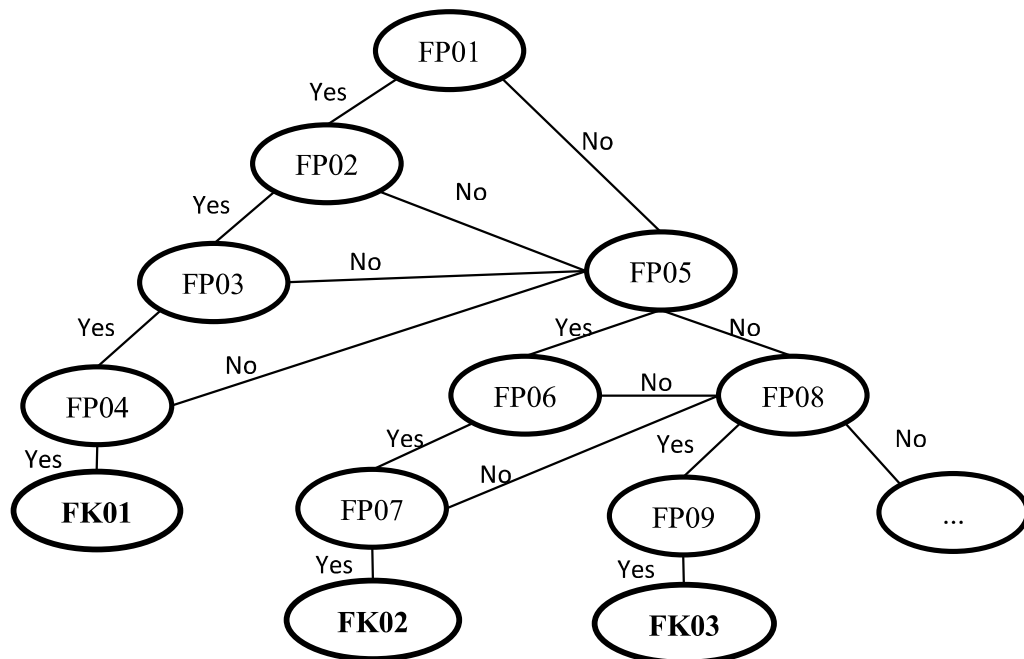 FP01
Yes
No
FP02
No
Yes
FP03
No
FP05
Yes
No
Yes
No
FP04
FP06
No
FP08
Yes
Yes
No
Yes
No
FK01
FP07
FP09
...
Yes
Yes
FK02
FK03